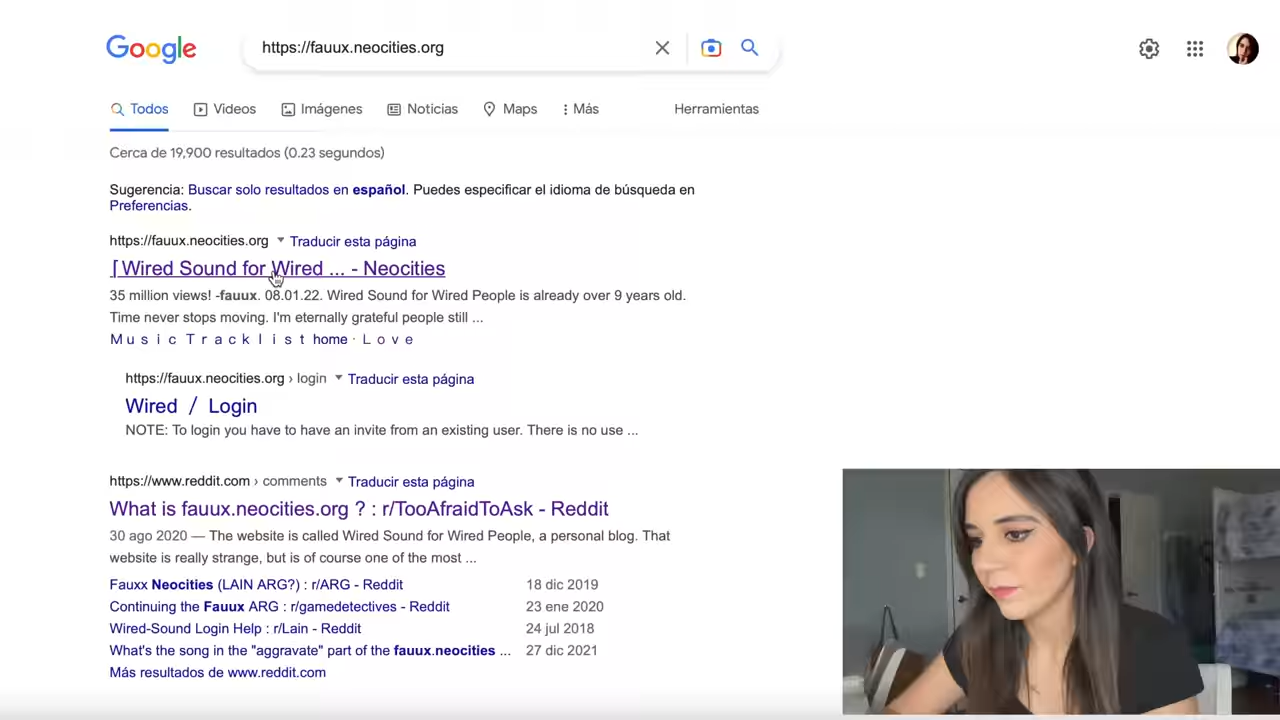 Google
https://fauux.neocities.org
Todos
Videos
Imágenes
Noticias
Maps
Más
Herramientas
Cerca de 19,900 resultados (0.23 segundos)
Sugerencia: Buscar solo resultados en español. Puedes especificar el idioma de búsqueda en
Preferencias.
https://fauux.neocities.org Traducir esta página
⌈Wired Sound for Wired ... - Neocities
35 million views! -fauux. 08.01.22. Wired Sound for Wired People is already over 9 years old.
Time never stops moving. I'm eternally grateful people still ...
Ｍｕｓｉｃ Ｔｒａｃｋｌｉｓｔ home · Ｌｏｖｅ
https://fauux.neocities.org › login Traducir esta página
Wired / Login
NOTE: To login you have to have an invite from an existing user. There is no use ...
https://www.reddit.com › comments Traducir esta página
What is fauux.neocities.org ? : r/TooAfraidToAsk - Reddit
30 ago 2020 — The website is called Wired Sound for Wired People, a personal blog. That
website is really strange, but is of course one of the most ...
Fauxx Neocities (LAIN ARG?) : r/ARG - Reddit 18 dic 2019
Continuing the Fauux ARG : r/gamedetectives - Reddit 23 ene 2020
Wired-Sound Login Help : r/Lain - Reddit 24 jul 2018
What's the song in the "aggravate" part of the fauux.neocities ... 27 dic 2021
Más resultados de www.reddit.com